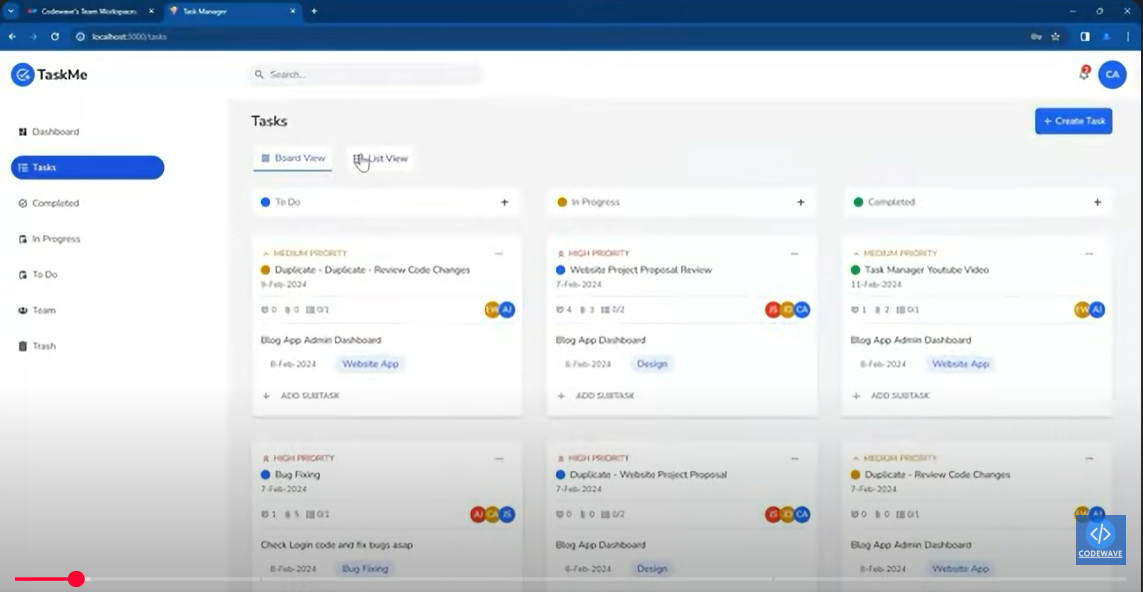 Codewave's Team Workspace
Task Manager
localhost:3000/tasks
TaskMe
Search...
2
CA
Dashboard
Tasks
Completed
In Progress
To Do
Team
Trash
Tasks
+ Create Task
Board View
List View
To Do +
In Progress +
Completed +
MEDIUM PRIORITY
Duplicate - Duplicate - Review Code Changes
9-Feb-2024
0 0 0/1
AJ
Blog App Admin Dashboard
8-Feb-2024 Website App
+ ADD SUBTASK
HIGH PRIORITY
Website Project Proposal Review
7-Feb-2024
4 3 0/2
JS JD CA
Blog App Dashboard
6-Feb-2024 Design
+ ADD SUBTASK
MEDIUM PRIORITY
Task Manager Youtube Video
11-Feb-2024
1 2 0/1
AJ
Blog App Admin Dashboard
8-Feb-2024 Website App
+ ADD SUBTASK
HIGH PRIORITY
Bug Fixing
7-Feb-2024
1 5 0/1
AJ CA JS
Check Login code and fix bugs asap
8-Feb-2024 Bug Fixing
HIGH PRIORITY
Duplicate - Website Project Proposal
7-Feb-2024
0 0 0/2
JS JD CA
Blog App Dashboard
6-Feb-2024 Design
MEDIUM PRIORITY
Duplicate - Review Code Changes
7-Feb-2024
0 0 0/1
AJ
Blog App Admin Dashboard
8-Feb-2024 Website App
</>
CODEWAVE